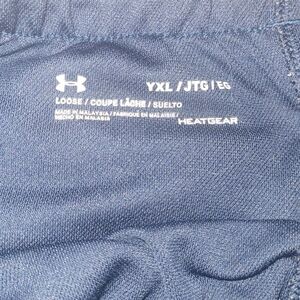 YXL / JTG / EG
LOOSE / COUPE LÂCHE / SUELTO
MADE IN MALAYSIA / FABRIQUÉ EN MALAISIE /
HECHO EN MALASIA
HEATGEAR